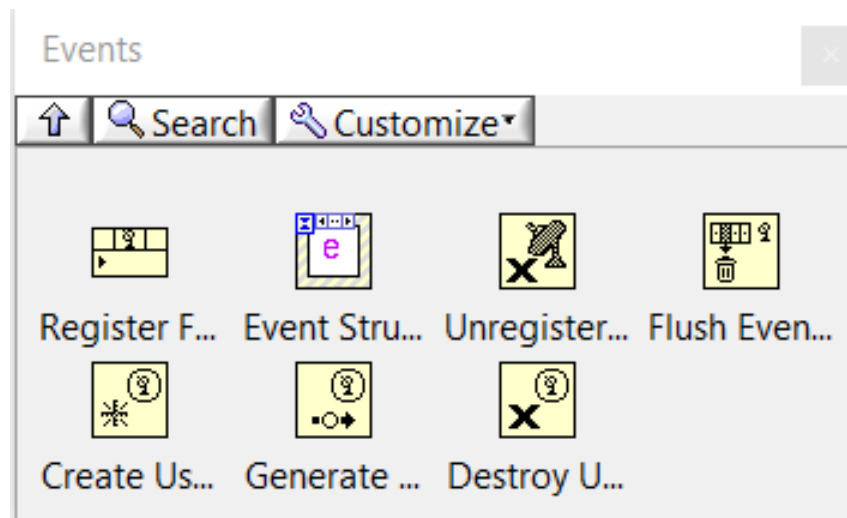 Events
Search Customize
Register F... Event Stru... Unregister... Flush Even...
e
Create Us... Generate ... Destroy U...